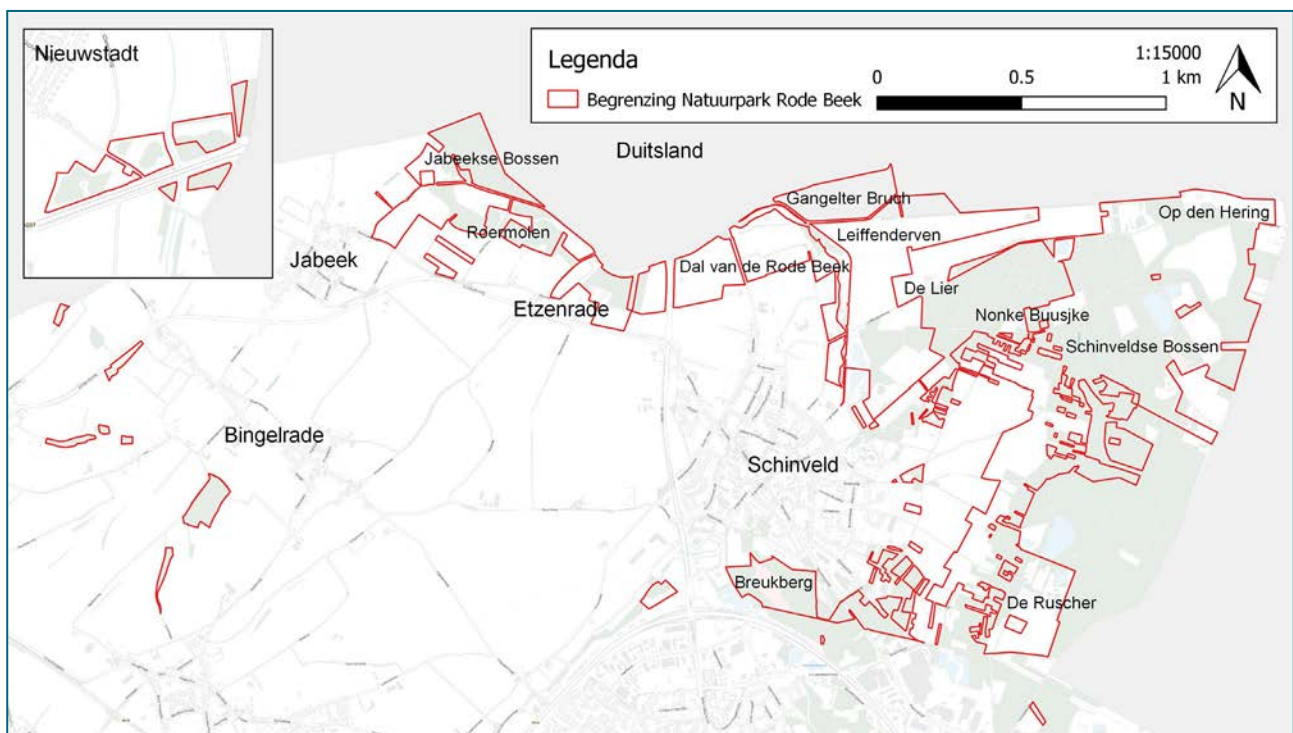 Nieuwstadt
Legenda
1:15000
0 0.5 1 km
Begrenzing Natuurpark Rode Beek
N
Duitsland
Jabeekse Bossen
Gangelter Bruch
Op den Hering
Roermolen
Leiffenderven
Jabeek
Dal van de Rode Beek
De Lier
Etzenrade
Nonke Buusjke
Schinveldse Bossen
Bingelrade
Schinveld
Breukberg
De Ruscher